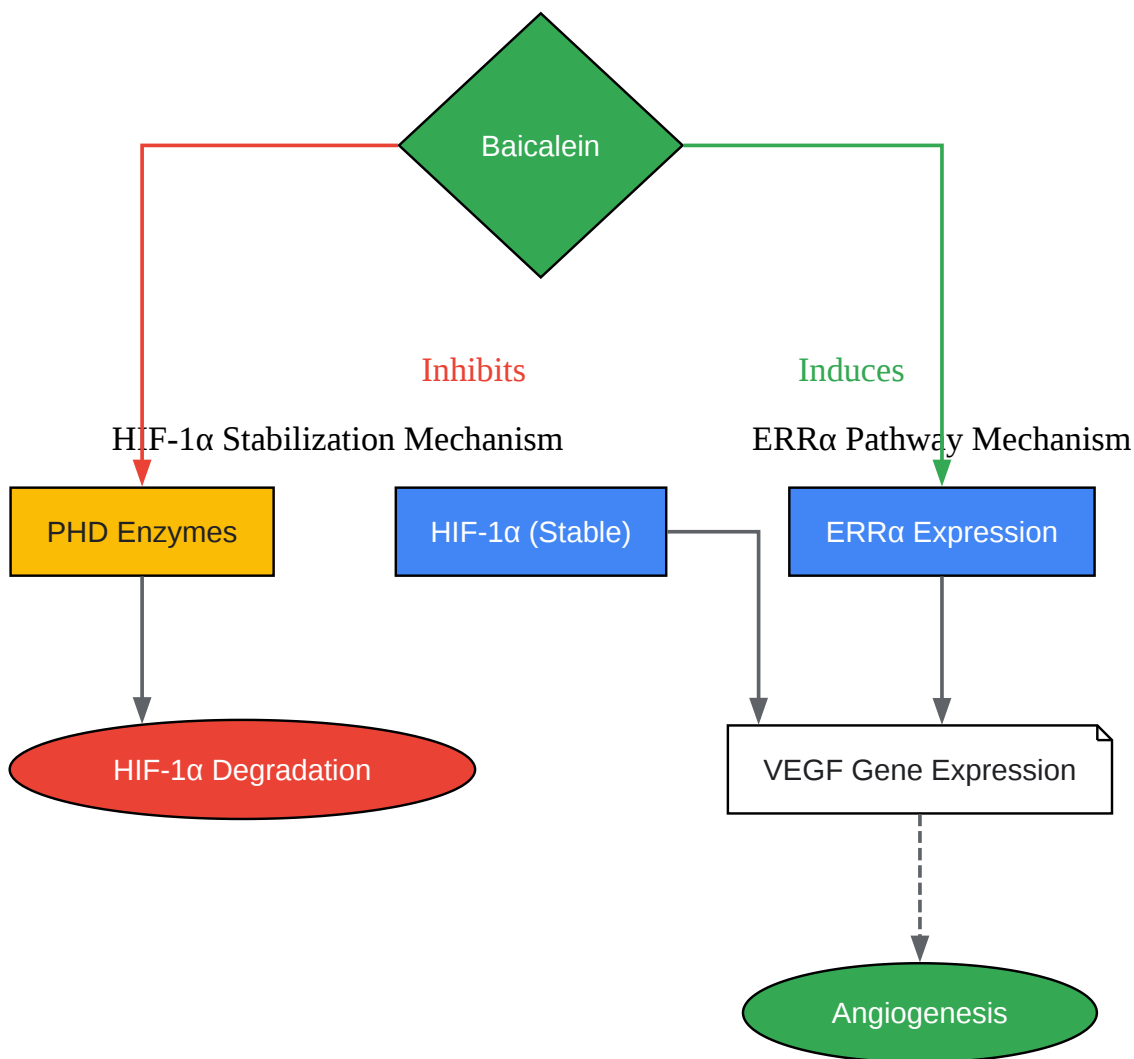 Baicalein
Inhibits
Induces
HIF-1α Stabilization Mechanism
ERRα Pathway Mechanism
PHD Enzymes
HIF-1α (Stable)
ERRα Expression
HIF-1α Degradation
VEGF Gene Expression
Angiogenesis